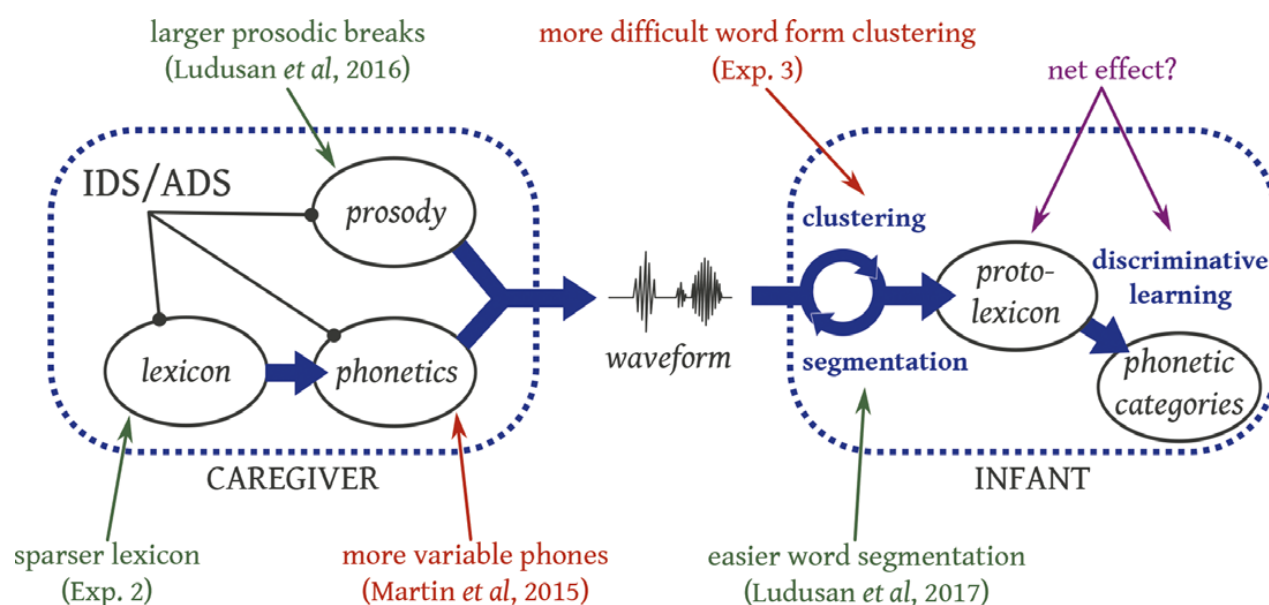 larger prosodic breaks
(Ludusan et al, 2016)
more difficult word form clustering
(Exp. 3)
net effect?
IDS/ADS
prosody
lexicon
phonetics
CAREGIVER
waveform
clustering
segmentation
proto-
lexicon
discriminative
learning
phonetic
categories
INFANT
sparser lexicon
(Exp. 2)
more variable phones
(Martin et al, 2015)
easier word segmentation
(Ludusan et al, 2017)